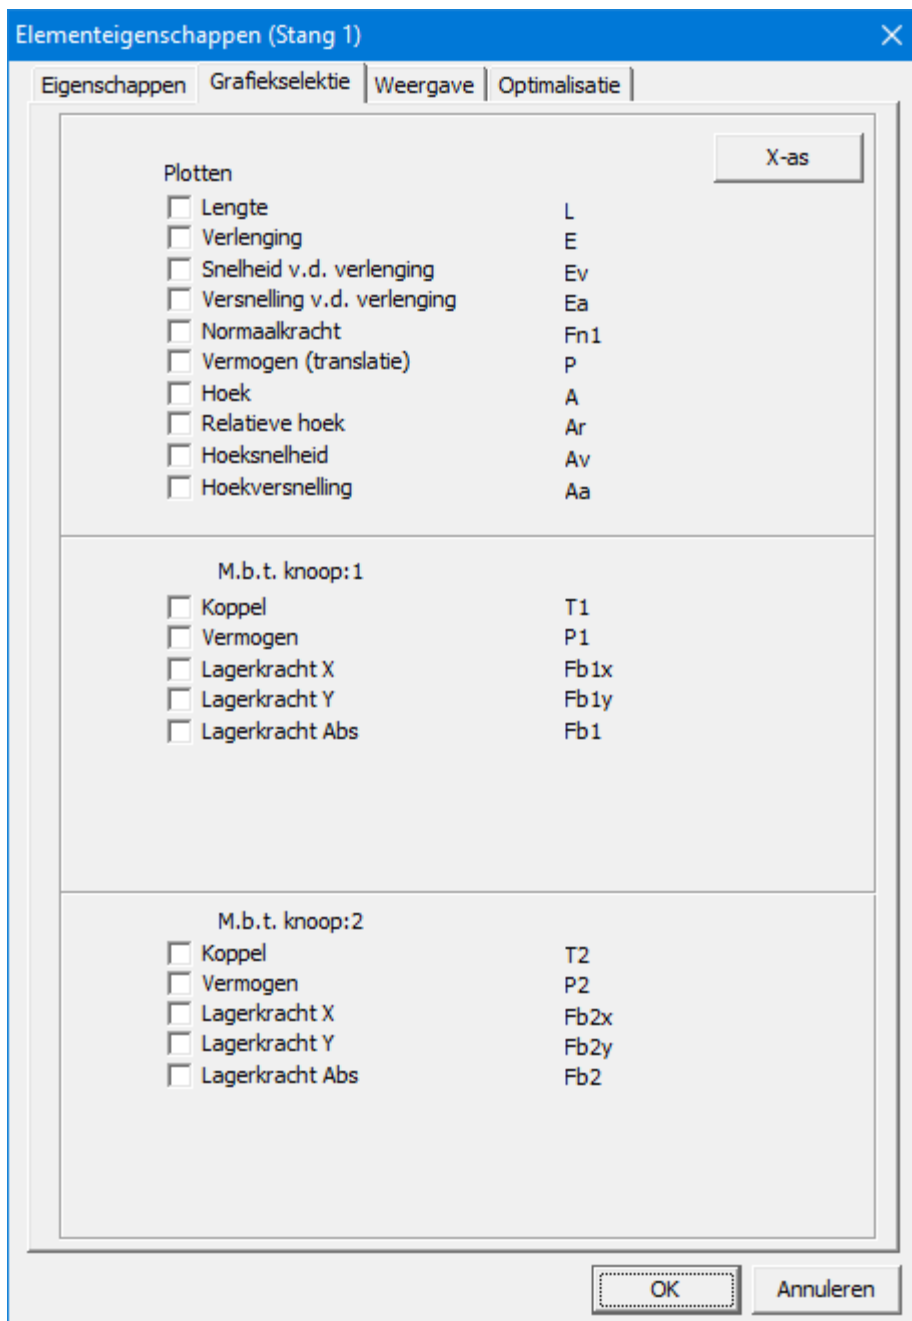 Elementeigenschappen (Stang 1)
Eigenschappen Grafiekselektie Weergave Optimalisatie
X-as
Plotten
Lengte L
Verlenging E
Snelheid v.d. verlenging Ev
Versnelling v.d. verlenging Ea
Normaalkracht Fn1
Vermogen (translatie) P
Hoek A
Relatieve hoek Ar
Hoeksnelheid Av
Hoekversnelling Aa
M.b.t. knoop:1
Koppel T1
Vermogen P1
Lagerkracht X Fb1x
Lagerkracht Y Fb1y
Lagerkracht Abs Fb1
M.b.t. knoop:2
Koppel T2
Vermogen P2
Lagerkracht X Fb2x
Lagerkracht Y Fb2y
Lagerkracht Abs Fb2
OK Annuleren